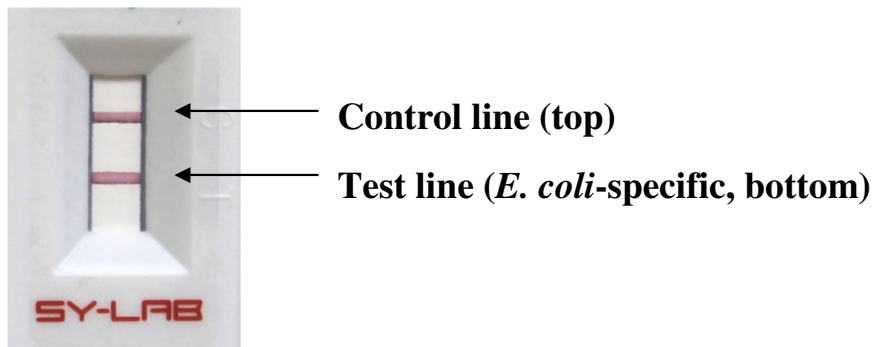 C
Control line (top)
T
Test line (E. coli-specific, bottom)
SY-LAB